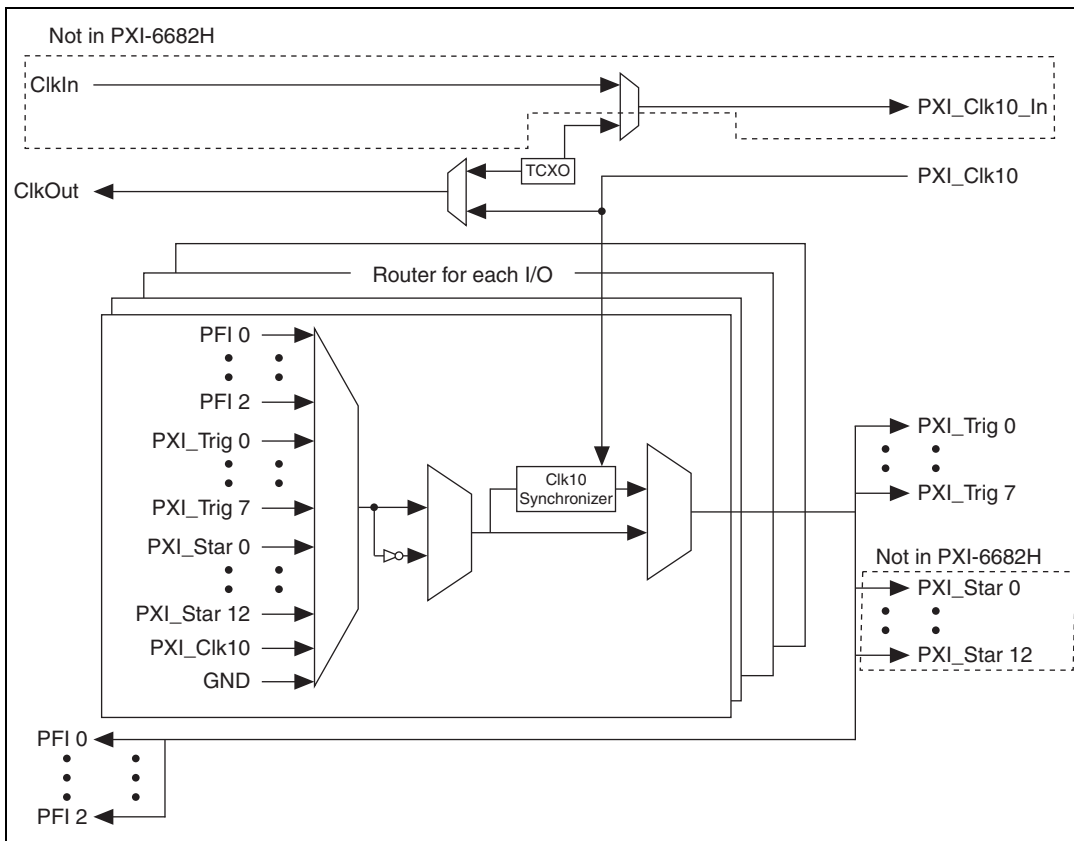 Not in PXI-6682H
ClkIn
PXI_Clk10_In
TCXO
PXI_Clk10
ClkOut
Router for each I/O
PFI 0
PFI 2
PXI_Trig 0
PXI_Trig 7
PXI_Star 0
PXI_Star 12
PXI_Clk10
GND
Clk10
Synchronizer
PXI_Trig 0
PXI_Trig 7
Not in PXI-6682H
PXI_Star 0
PXI_Star 12
PFI 0
PFI 2